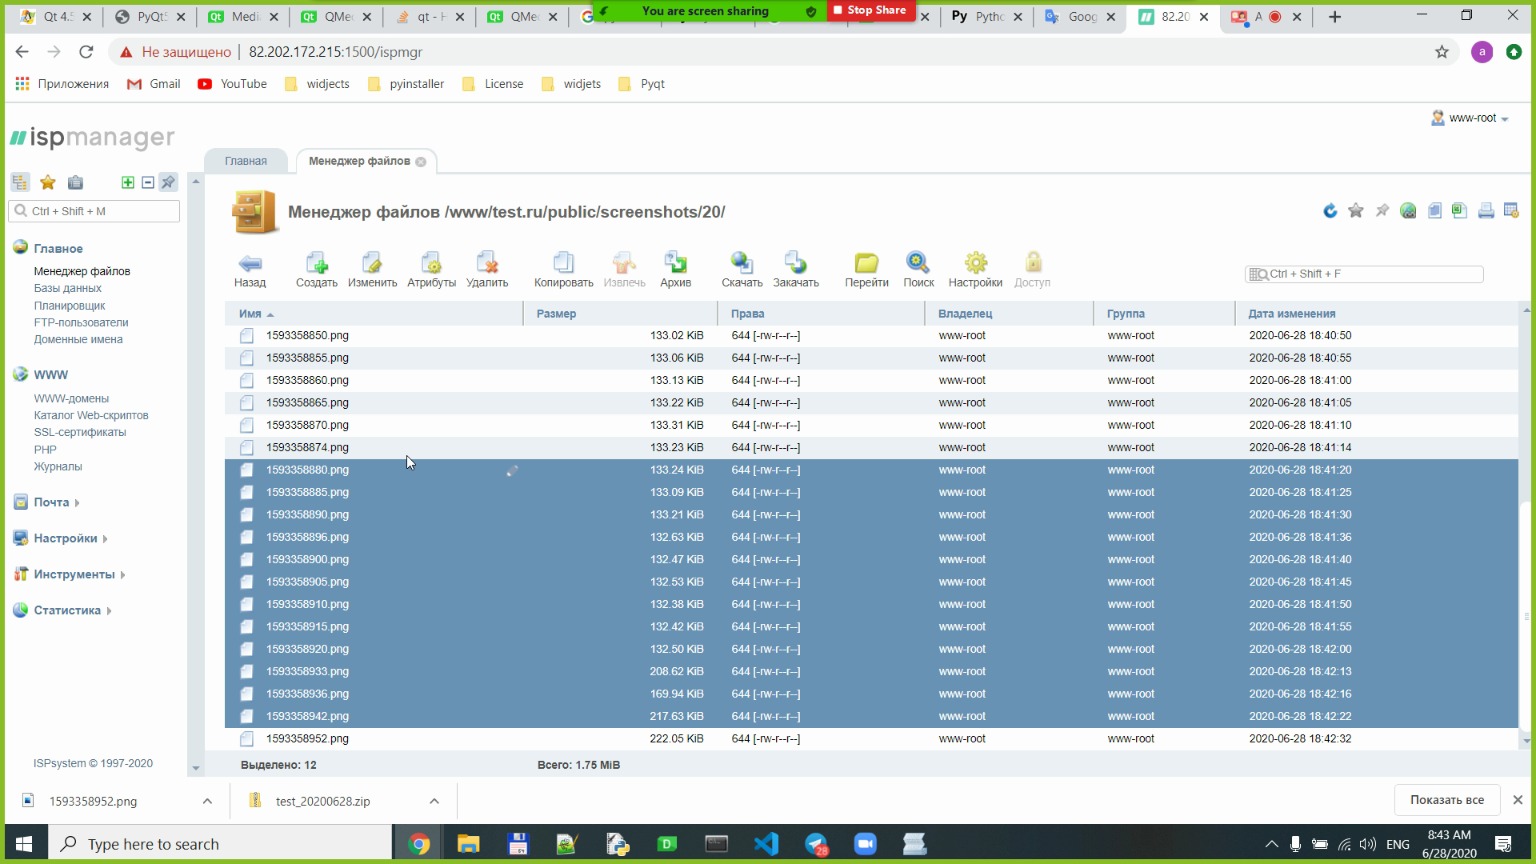 You are screen sharing
Stop Share
Qt 4.5
PyQt5
Medi
QMe
qt - H
QMe
Pytho
Goog
82.20
A
Не защищено
82.202.172.215:1500/ispmgr
a
Приложения
Gmail
YouTube
widjects
pyinstaller
License
widjets
Pyqt
ispmanager
www-root
Главная
Менеджер файлов
Ctrl + Shift + M
Менеджер файлов /www/test.ru/public/screenshots/20/
Главное
Менеджер файлов
Базы данных
Планировщик
FTP-пользователи
Доменные имена
WWW
WWW-домены
Каталог Web-скриптов
SSL-сертификаты
PHP
Журналы
Почта
Настройки
Инструменты
Статистика
ISPsystem © 1997-2020
Назад
Создать
Изменить
Атрибуты
Удалить
Копировать
Извлечь
Архив
Скачать
Закачать
Перейти
Поиск
Настройки
Доступ
Ctrl + Shift + F
Имя Размер Права Владелец Группа Дата изменения
1593358850.png 133.02 KiB 644 [-rw-r--r--] www-root www-root 2020-06-28 18:40:50
1593358855.png 133.06 KiB 644 [-rw-r--r--] www-root www-root 2020-06-28 18:40:55
1593358860.png 133.13 KiB 644 [-rw-r--r--] www-root www-root 2020-06-28 18:41:00
1593358865.png 133.22 KiB 644 [-rw-r--r--] www-root www-root 2020-06-28 18:41:05
1593358870.png 133.31 KiB 644 [-rw-r--r--] www-root www-root 2020-06-28 18:41:10
1593358874.png 133.23 KiB 644 [-rw-r--r--] www-root www-root 2020-06-28 18:41:14
1593358880.png 133.24 KiB 644 [-rw-r--r--] www-root www-root 2020-06-28 18:41:20
1593358885.png 133.09 KiB 644 [-rw-r--r--] www-root www-root 2020-06-28 18:41:25
1593358890.png 133.21 KiB 644 [-rw-r--r--] www-root www-root 2020-06-28 18:41:30
1593358896.png 132.63 KiB 644 [-rw-r--r--] www-root www-root 2020-06-28 18:41:36
1593358900.png 132.47 KiB 644 [-rw-r--r--] www-root www-root 2020-06-28 18:41:40
1593358905.png 132.53 KiB 644 [-rw-r--r--] www-root www-root 2020-06-28 18:41:45
1593358910.png 132.38 KiB 644 [-rw-r--r--] www-root www-root 2020-06-28 18:41:50
1593358915.png 132.42 KiB 644 [-rw-r--r--] www-root www-root 2020-06-28 18:41:55
1593358920.png 132.50 KiB 644 [-rw-r--r--] www-root www-root 2020-06-28 18:42:00
1593358933.png 208.62 KiB 644 [-rw-r--r--] www-root www-root 2020-06-28 18:42:13
1593358936.png 169.94 KiB 644 [-rw-r--r--] www-root www-root 2020-06-28 18:42:16
1593358942.png 217.63 KiB 644 [-rw-r--r--] www-root www-root 2020-06-28 18:42:22
1593358952.png 222.05 KiB 644 [-rw-r--r--] www-root www-root 2020-06-28 18:42:32
Выделено: 12 Всего: 1.75 MiB
1593358952.png
test_20200628.zip
Показать все
Type here to search
28
ENG
8:43 AM
6/28/2020